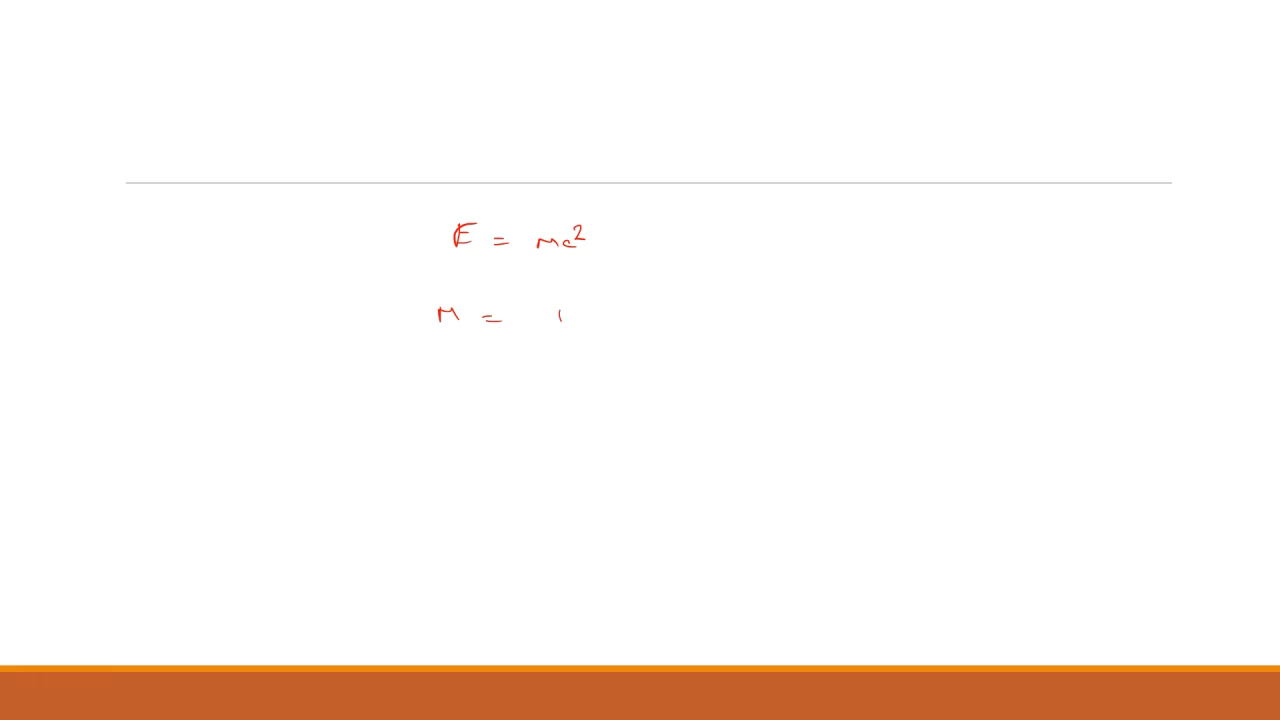 E = mc²
m =